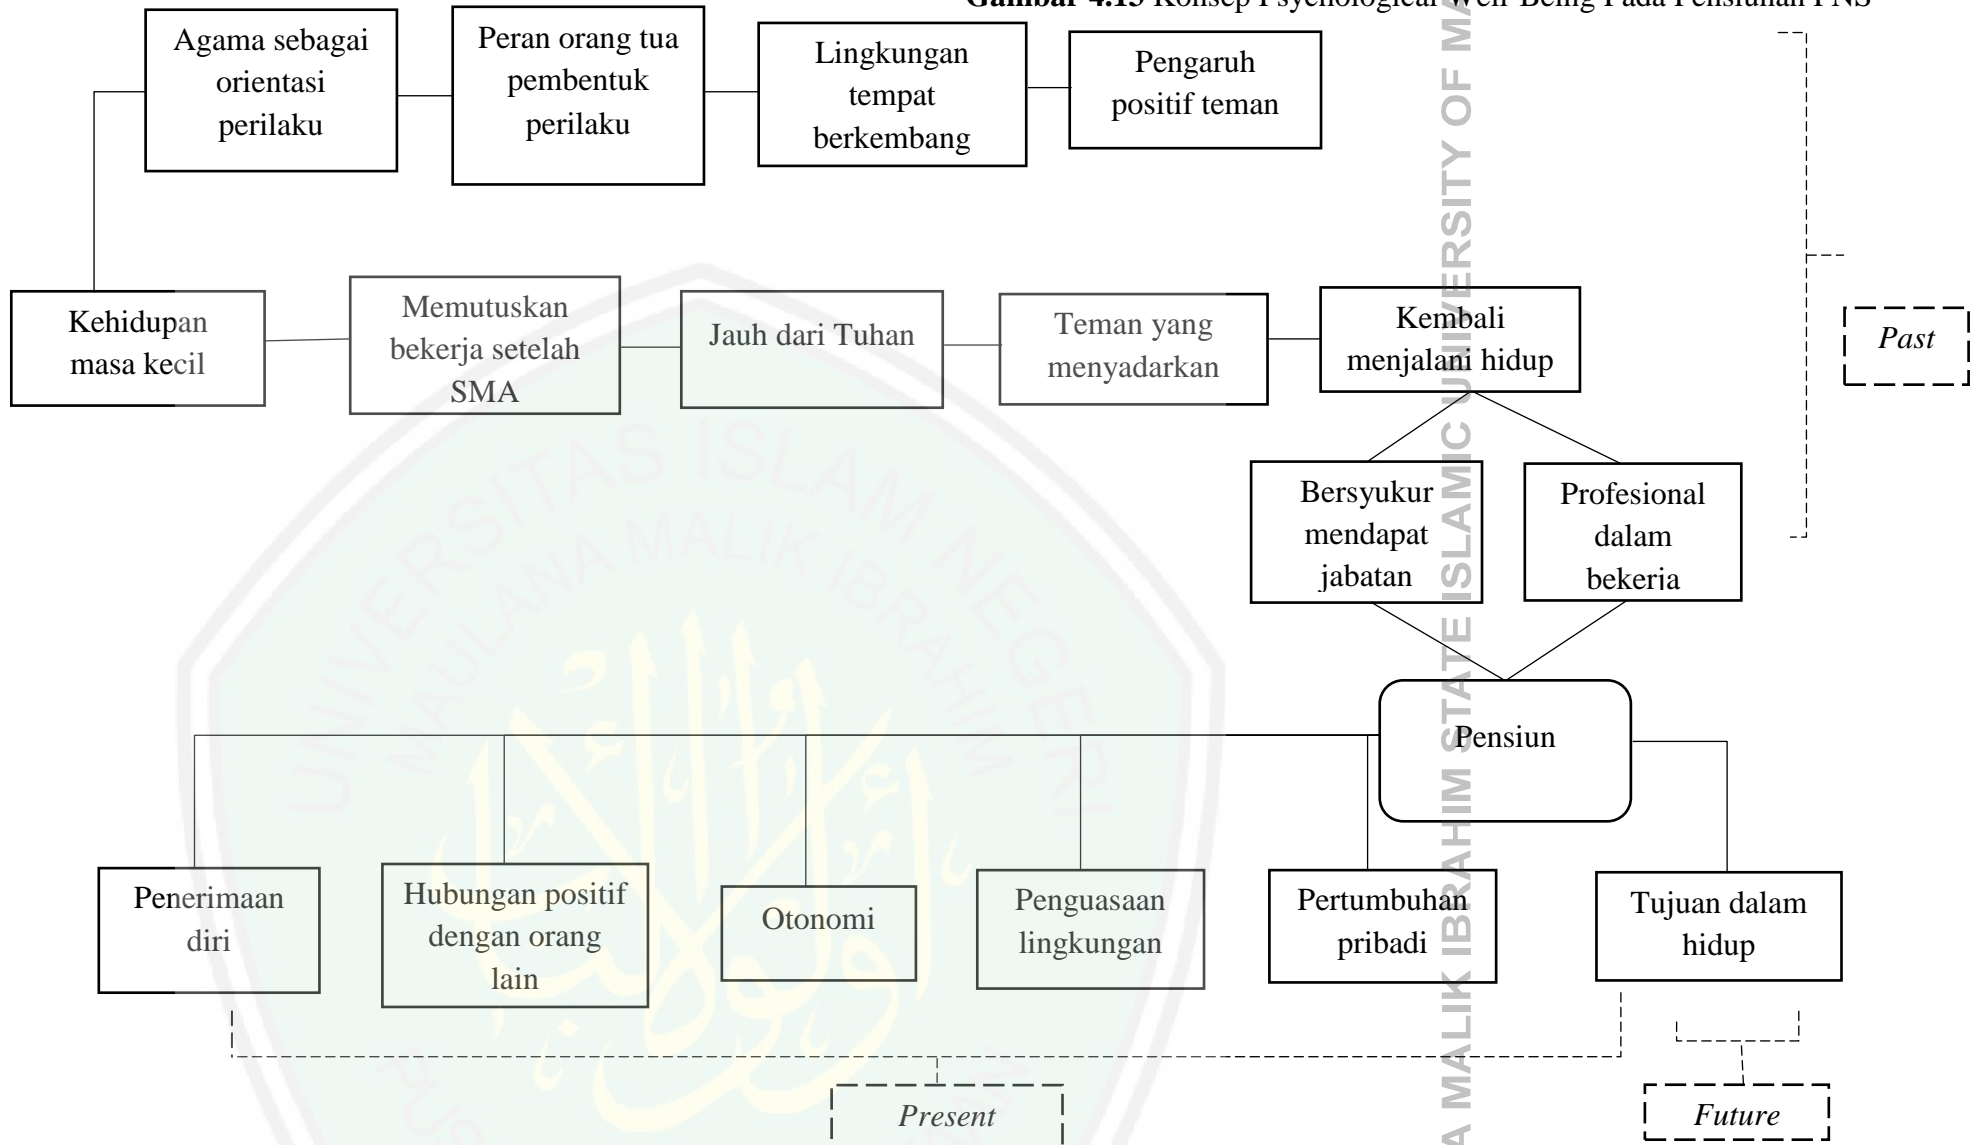 Gambar 4.15 Konsep Psychological Well-Being Pada Pensiunan PNS
Agama sebagai
orientasi
perilaku
Peran orang tua
pembentuk
perilaku
Lingkungan
tempat
berkembang
Pengaruh
positif teman
Kehidupan
masa kecil
Memutuskan
bekerja setelah
SMA
Jauh dari Tuhan
Teman yang
menyadarkan
Kembali
menjalani hidup
Past
Bersyukur
mendapat
jabatan
Profesional
dalam
bekerja
Pensiun
Penerimaan
diri
Hubungan positif
dengan orang
lain
Otonomi
Penguasaan
lingkungan
Pertumbuhan
pribadi
Tujuan dalam
hidup
Present
Future
UNIVERSITAS ISLAM NEGERI
MAULANA MALIK IBRAHIM
MALIK IBRAHIM STATE ISLAMIC UNIVERSITY OF